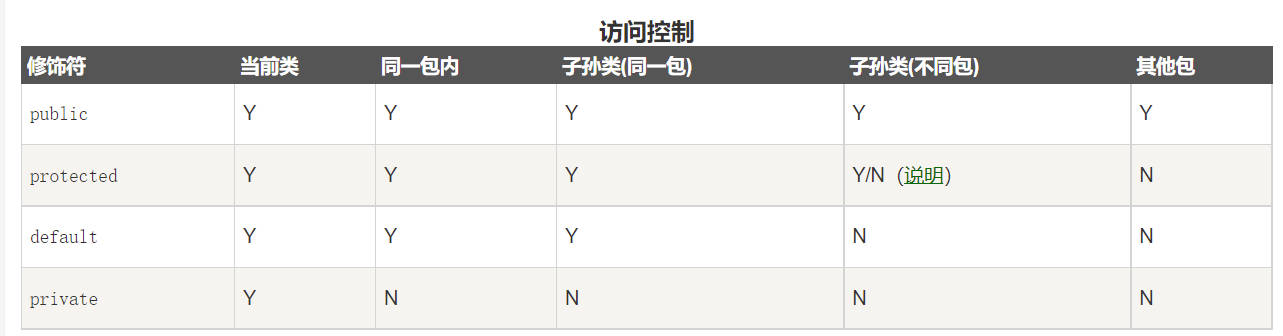 访问控制
修饰符 当前类 同一包内 子孙类(同一包) 子孙类(不同包) 其他包
public Y Y Y Y Y
protected Y Y Y Y/N（说明） N
default Y Y Y N N
private Y N N N N